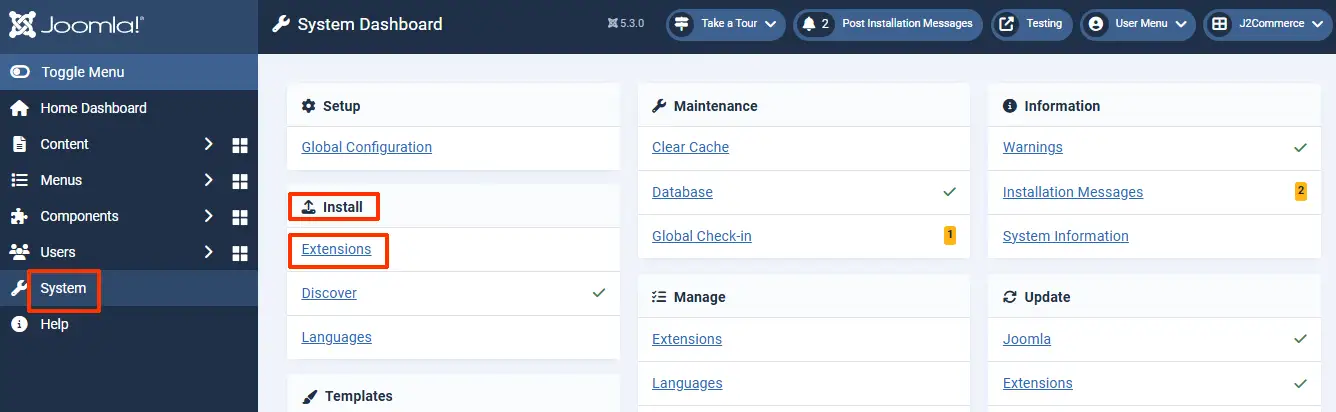 Joomla!®
System Dashboard
5.3.0
Take a Tour
2 Post Installation Messages
Testing
User Menu
J2Commerce
Toggle Menu
Home Dashboard
Content
Menus
Components
Users
System
Help
Setup
Global Configuration
Install
Extensions
Discover
Languages
Templates
Maintenance
Clear Cache
Database
Global Check-in 1
Manage
Extensions
Languages
Information
Warnings
Installation Messages 2
System Information
Update
Joomla
Extensions